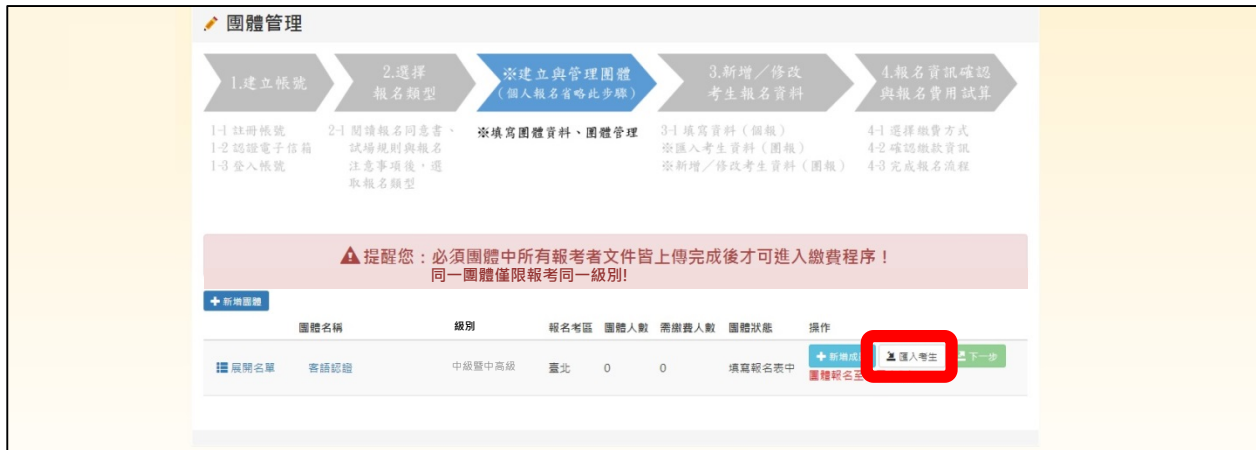 團體管理
1.建立帳號
2.選擇
報名類型
※建立與管理團體
(個人報名省略此步驟)
3.新增／修改
考生報名資料
4.報名資訊確認
與報名費用試算
1-1 註冊帳號
1-2 認證電子信箱
1-3 登入帳號
2-1 閱讀報名同意書、
試場規則與報名
注意事項後，選
取報名類型
※填寫團體資料、團體管理
3-1 填寫資料（個報）
※匯入考生資料（團報）
※新增／修改考生資料（團報）
4-1 選擇繳費方式
4-2 確認繳款資訊
4-3 完成報名流程
提醒您：必須團體中所有報考者文件皆上傳完成後才可進入繳費程序！
同一團體僅限報考同一級別!
新增團體
團體名稱 級別 報名考區 團體人數 需繳費人數 團體狀態 操作
展開名單 客語認證 中級暨中高級 臺北 0 0 填寫報名表中 新增成 匯入考生 下一步
團體報名至